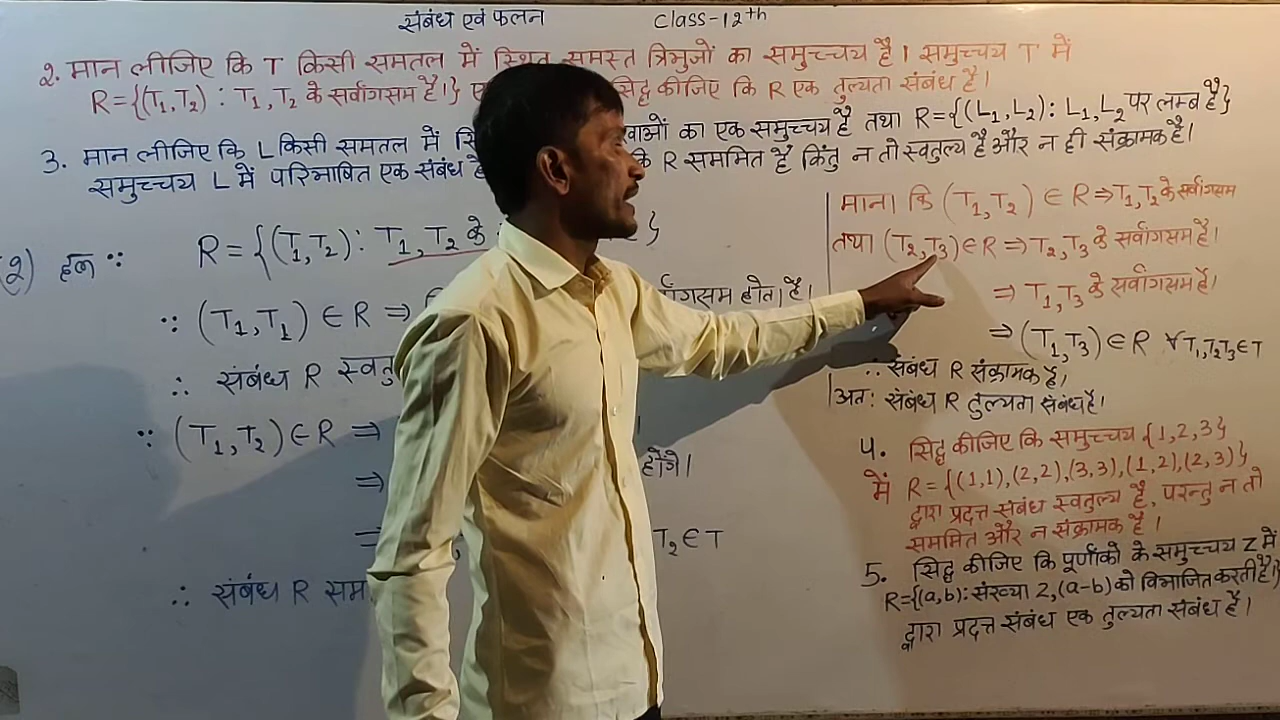 संबंध एवं फलन Class-12th
2. मान लीजिए कि T किसी समतल में स्थित समस्त त्रिभुजों का समुच्चय है। समुच्चय T में
R={(T₁,T₂) : T₁,T₂ के सर्वांगसम है।} सिद्ध कीजिए कि R एक तुल्यता संबंध है।
3. मान लीजिए कि L किसी समतल में का एक समुच्चय है तथा R={(L₁,L₂): L₁,L₂ पर लम्ब है}
समुच्चय L में परिभाषित एक संबंध है R सममित है किंतु न तो स्वतुल्य है और न ही संक्रामक है।
(2) हल ∵ R={(T₁,T₂): T₁,T₂ के }
∵ (T₁,T₁) ∈ R ⇒ होता है।
∴ संबंध R
∵ (T₁,T₂) ∈ R ⇒
⇒ होंगे।
⇒ T₂ ∈ T
∴ संबंध R
माना कि (T₁,T₂) ∈ R ⇒ T₁,T₂ के सर्वांगसम
तथा (T₂,T₃) ∈ R ⇒ T₂,T₃ के सर्वांगसम है।
⇒ T₁,T₃ के सर्वांगसम है।
⇒ (T₁,T₃) ∈ R ∀ T₁,T₂T₃ ∈ T
∴ संबंध R संक्रामक है।
अतः संबंध R तुल्यता संबंध है।
4. सिद्ध कीजिए कि समुच्चय {1,2,3}
में R={(1,1),(2,2),(3,3),(1,2),(2,3)}
द्वारा प्रदत्त संबंध स्वतुल्य है, परन्तु न तो
सममित और न संक्रामक है।
5. सिद्ध कीजिए कि पूर्णांको के समुच्चय Z में
R={(a,b): संख्या 2,(a-b) को विभाजित करती है}
द्वारा प्रदत्त संबंध एक तुल्यता संबंध है।